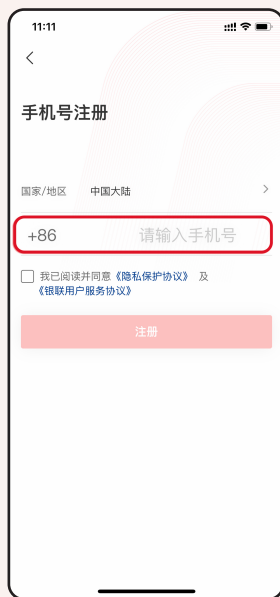 11:11
手机号注册
国家/地区 中国大陆
+86 请输入手机号
我已阅读并同意《隐私保护协议》 及
《银联用户服务协议》
注册